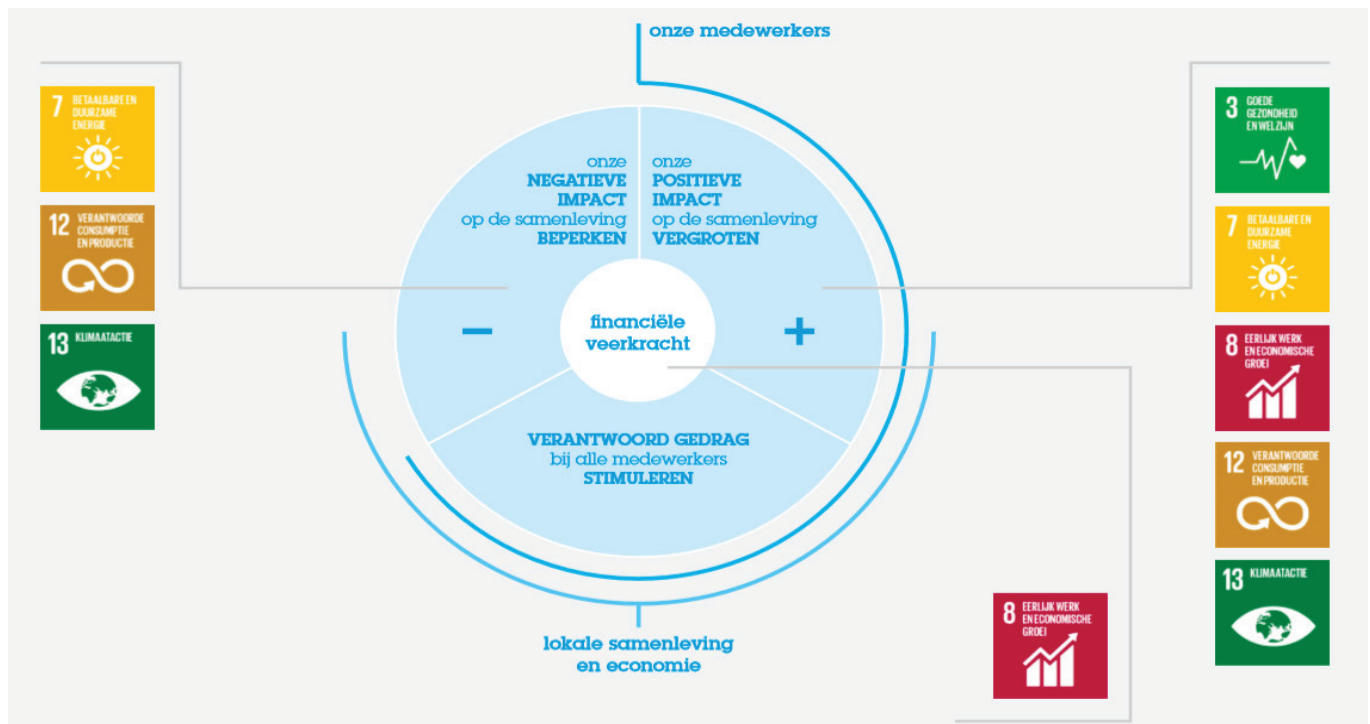 onze medewerkers
7 BETAALBARE EN
DUURZAME
ENERGIE
12 VERANTWOORDE
CONSUMPTIE
EN PRODUCTIE
13 KLIMAATACTIE
onze
NEGATIEVE
IMPACT
op de samenleving
BEPERKEN
onze
POSITIEVE
IMPACT
op de samenleving
VERGROTEN
–
financiële
veerkracht
+
VERANTWOORD GEDRAG
bij alle medewerkers
STIMULEREN
lokale samenleving
en economie
3 GOEDE
GEZONDHEID
EN WELZIJN
7 BETAALBARE EN
DUURZAME
ENERGIE
8 EERLIJK WERK
EN ECONOMISCHE
GROEI
12 VERANTWOORDE
CONSUMPTIE
EN PRODUCTIE
13 KLIMAATACTIE
8 EERLIJK WERK
EN ECONOMISCHE
GROEI